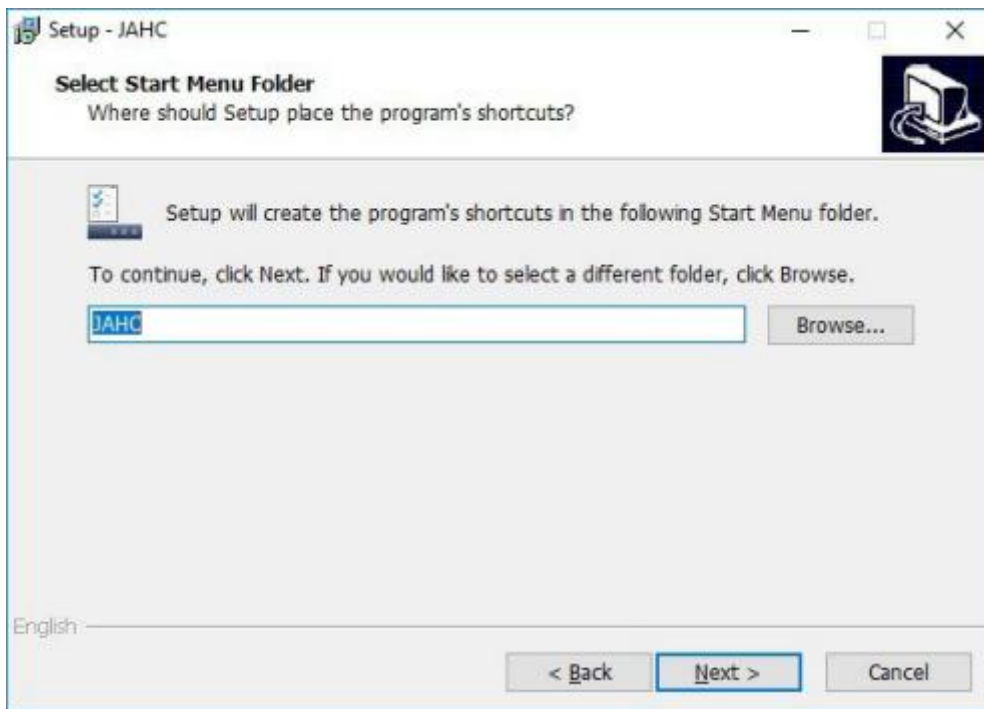 Setup - JAHC
Select Start Menu Folder
Where should Setup place the program's shortcuts?
Setup will create the program's shortcuts in the following Start Menu folder.
To continue, click Next. If you would like to select a different folder, click Browse.
JAHC
Browse...
English
< Back
Next >
Cancel